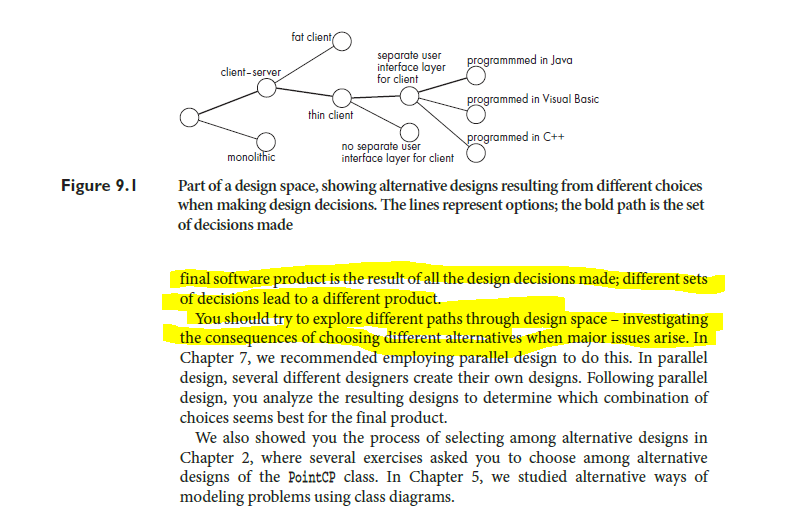 fat client
client-server
separate user
interface layer
for client
programmmed in Java
programmed in Visual Basic
thin client
programmed in C++
monolithic
no separate user
interface layer for client
Figure 9.1
Part of a design space, showing alternative designs resulting from different choices
when making design decisions. The lines represent options; the bold path is the set
of decisions made
final software product is the result of all the design decisions made; different sets
of decisions lead to a different product.
You should try to explore different paths through design space – investigating
the consequences of choosing different alternatives when major issues arise. In
Chapter 7, we recommended employing parallel design to do this. In parallel
design, several different designers create their own designs. Following parallel
design, you analyze the resulting designs to determine which combination of
choices seems best for the final product.
We also showed you the process of selecting among alternative designs in
Chapter 2, where several exercises asked you to choose among alternative
designs of the PointCP class. In Chapter 5, we studied alternative ways of
modeling problems using class diagrams.